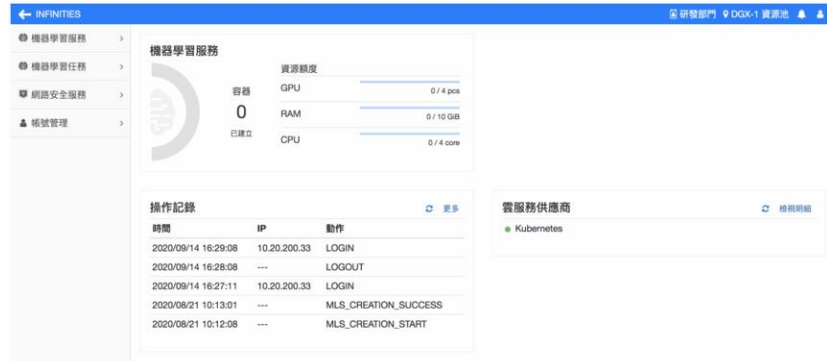 INFINITIES
研發部門 DGX-1 資源池
機器學習服務
機器學習任務
網路安全服務
帳號管理
機器學習服務
容器
0
已建立
資源額度
GPU 0 / 4 pcs
RAM 0 / 10 GiB
CPU 0 / 4 core
操作記錄 更多
時間 IP 動作
2020/09/14 16:29:08 10.20.200.33 LOGIN
2020/09/14 16:28:08 --- LOGOUT
2020/09/14 16:27:11 10.20.200.33 LOGIN
2020/08/21 10:13:01 --- MLS_CREATION_SUCCESS
2020/08/21 10:12:08 --- MLS_CREATION_START
雲服務供應商 檢視明細
Kubernetes